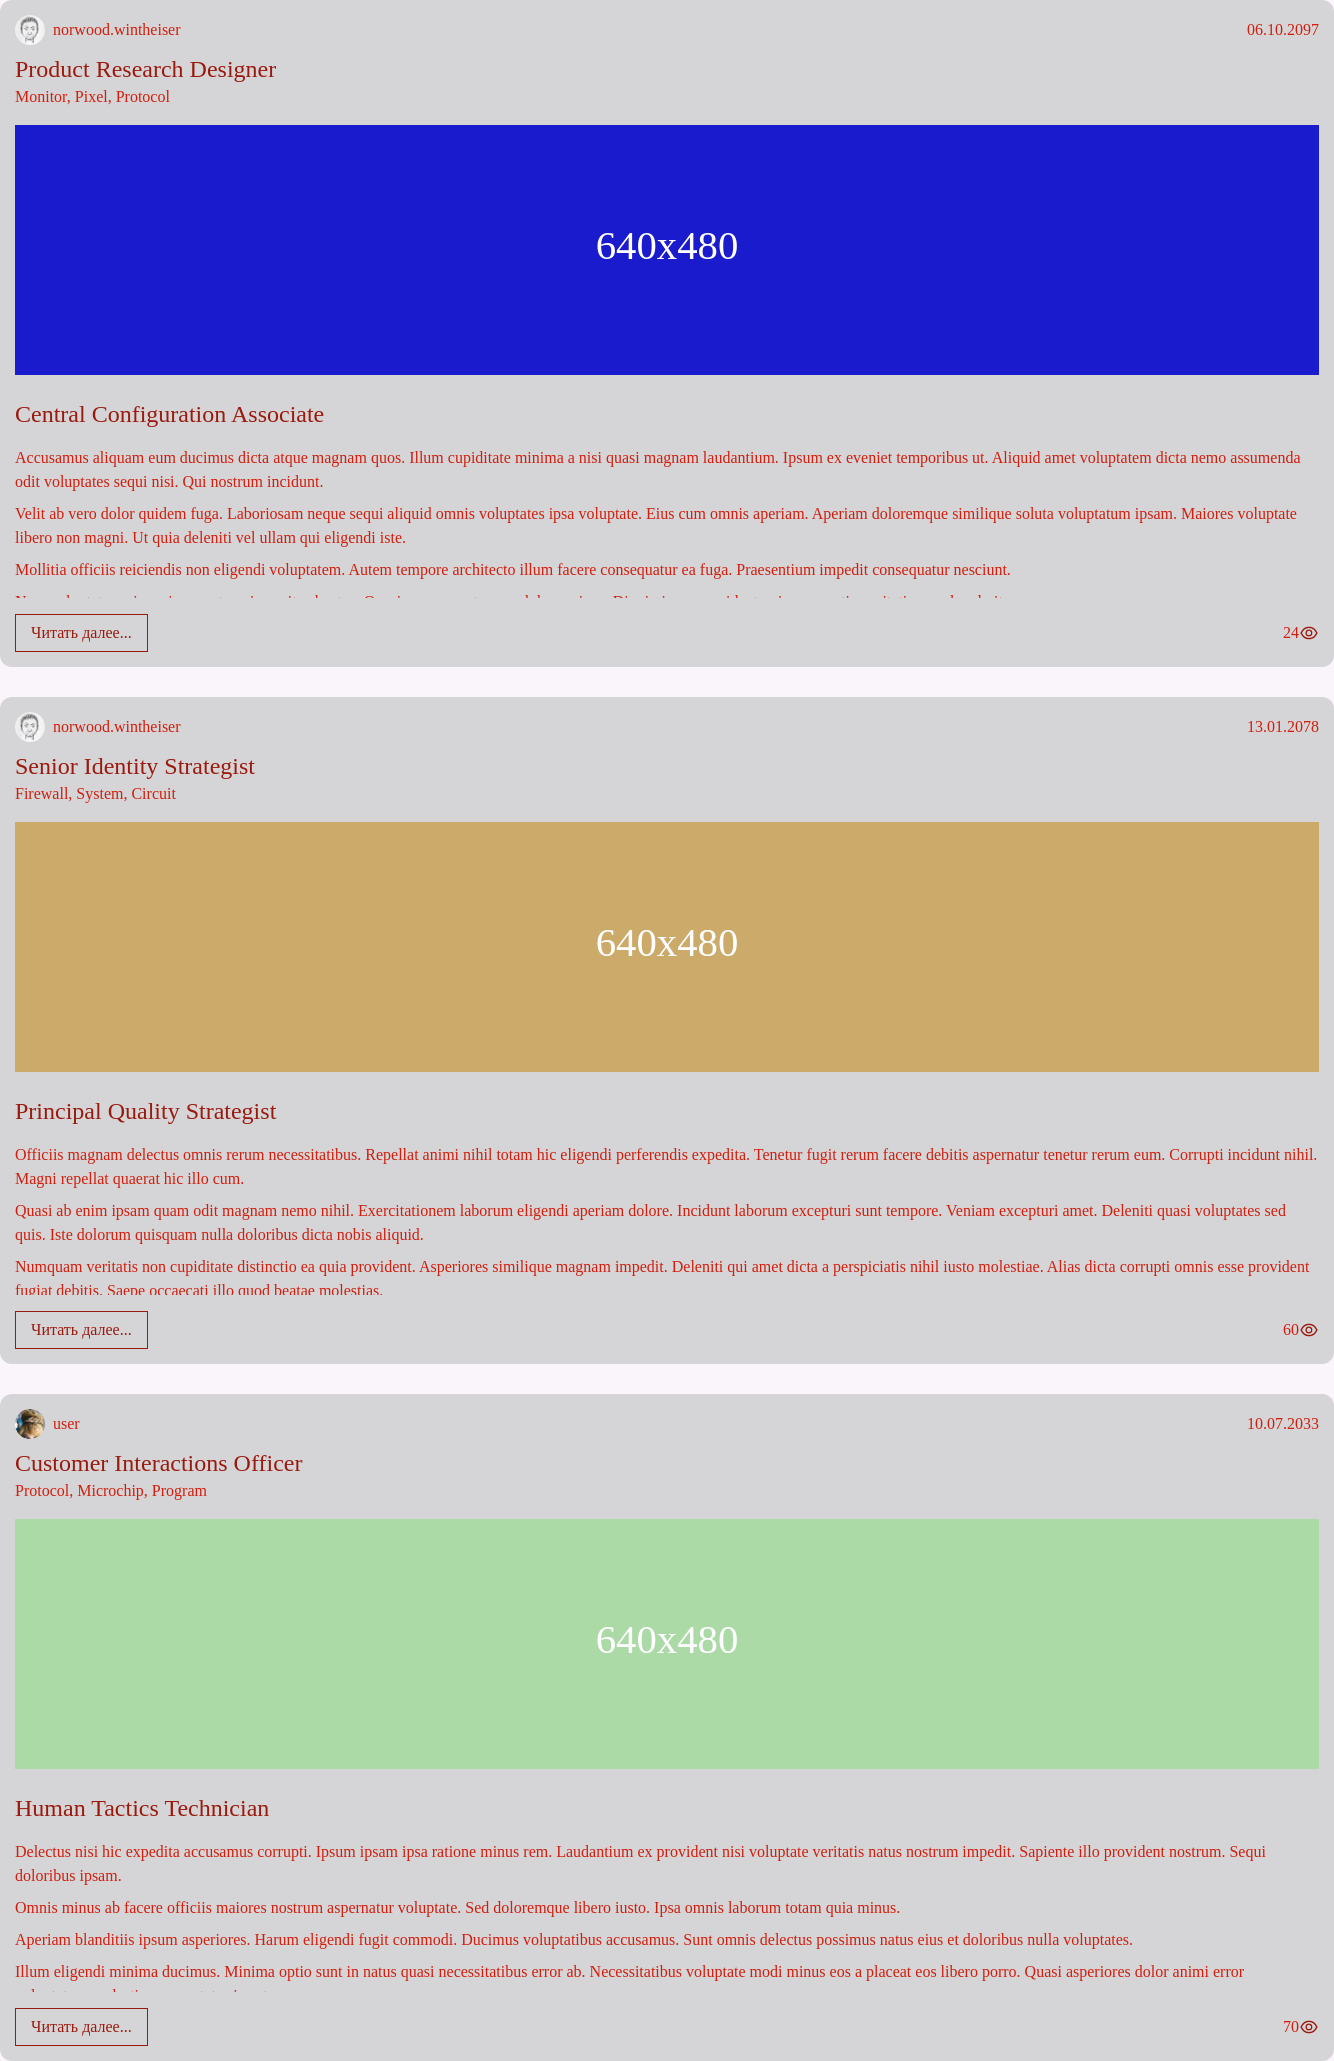 norwood.wintheiser
06.10.2097
Product Research Designer
Monitor, Pixel, Protocol
640x480
Central Configuration Associate
Accusamus aliquam eum ducimus dicta atque magnam quos. Illum cupiditate minima a nisi quasi magnam laudantium. Ipsum ex eveniet temporibus ut. Aliquid amet voluptatem dicta nemo assumenda
odit voluptates sequi nisi. Qui nostrum incidunt.
Velit ab vero dolor quidem fuga. Laboriosam neque sequi aliquid omnis voluptates ipsa voluptate. Eius cum omnis aperiam. Aperiam doloremque similique soluta voluptatum ipsam. Maiores voluptate
libero non magni. Ut quia deleniti vel ullam qui eligendi iste.
Mollitia officiis reiciendis non eligendi voluptatem. Autem tempore architecto illum facere consequatur ea fuga. Praesentium impedit consequatur nesciunt.
Читать далее...
24
norwood.wintheiser
13.01.2078
Senior Identity Strategist
Firewall, System, Circuit
640x480
Principal Quality Strategist
Officiis magnam delectus omnis rerum necessitatibus. Repellat animi nihil totam hic eligendi perferendis expedita. Tenetur fugit rerum facere debitis aspernatur tenetur rerum eum. Corrupti incidunt nihil.
Magni repellat quaerat hic illo cum.
Quasi ab enim ipsam quam odit magnam nemo nihil. Exercitationem laborum eligendi aperiam dolore. Incidunt laborum excepturi sunt tempore. Veniam excepturi amet. Deleniti quasi voluptates sed
quis. Iste dolorum quisquam nulla doloribus dicta nobis aliquid.
Numquam veritatis non cupiditate distinctio ea quia provident. Asperiores similique magnam impedit. Deleniti qui amet dicta a perspiciatis nihil iusto molestiae. Alias dicta corrupti omnis esse provident
fugiat debitis. Saepe occaecati illo quod beatae molestias.
Читать далее...
60
user
10.07.2033
Customer Interactions Officer
Protocol, Microchip, Program
640x480
Human Tactics Technician
Delectus nisi hic expedita accusamus corrupti. Ipsum ipsam ipsa ratione minus rem. Laudantium ex provident nisi voluptate veritatis natus nostrum impedit. Sapiente illo provident nostrum. Sequi
doloribus ipsam.
Omnis minus ab facere officiis maiores nostrum aspernatur voluptate. Sed doloremque libero iusto. Ipsa omnis laborum totam quia minus.
Aperiam blanditiis ipsum asperiores. Harum eligendi fugit commodi. Ducimus voluptatibus accusamus. Sunt omnis delectus possimus natus eius et doloribus nulla voluptates.
Illum eligendi minima ducimus. Minima optio sunt in natus quasi necessitatibus error ab. Necessitatibus voluptate modi minus eos a placeat eos libero porro. Quasi asperiores dolor animi error
Читать далее...
70